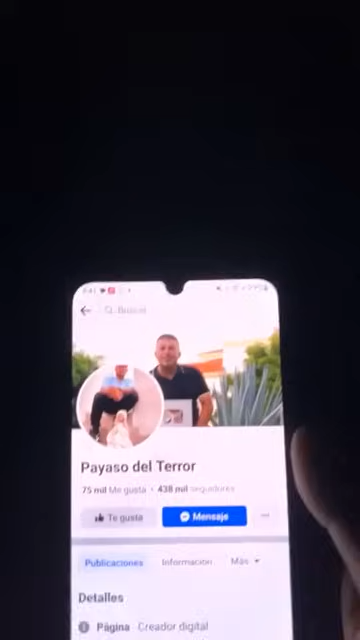 Buscar
Payaso del Terror
75 mil Me gusta • 438 mil seguidores
Te gusta
Mensaje
Publicaciones Información Más
Detalles
Página · Creador digital